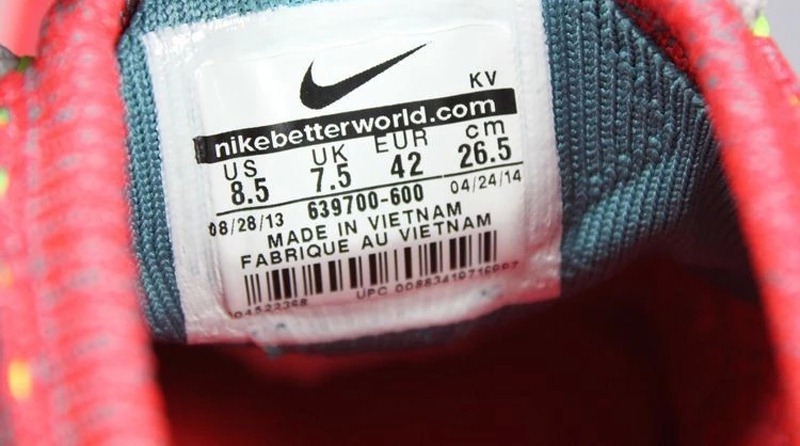 KV
nikebetterworld.com
US UK EUR cm
8.5 7.5 42 26.5
08/28/13 639700-600 04/24/14
MADE IN VIETNAM
FABRIQUE AU VIETNAM
UPC